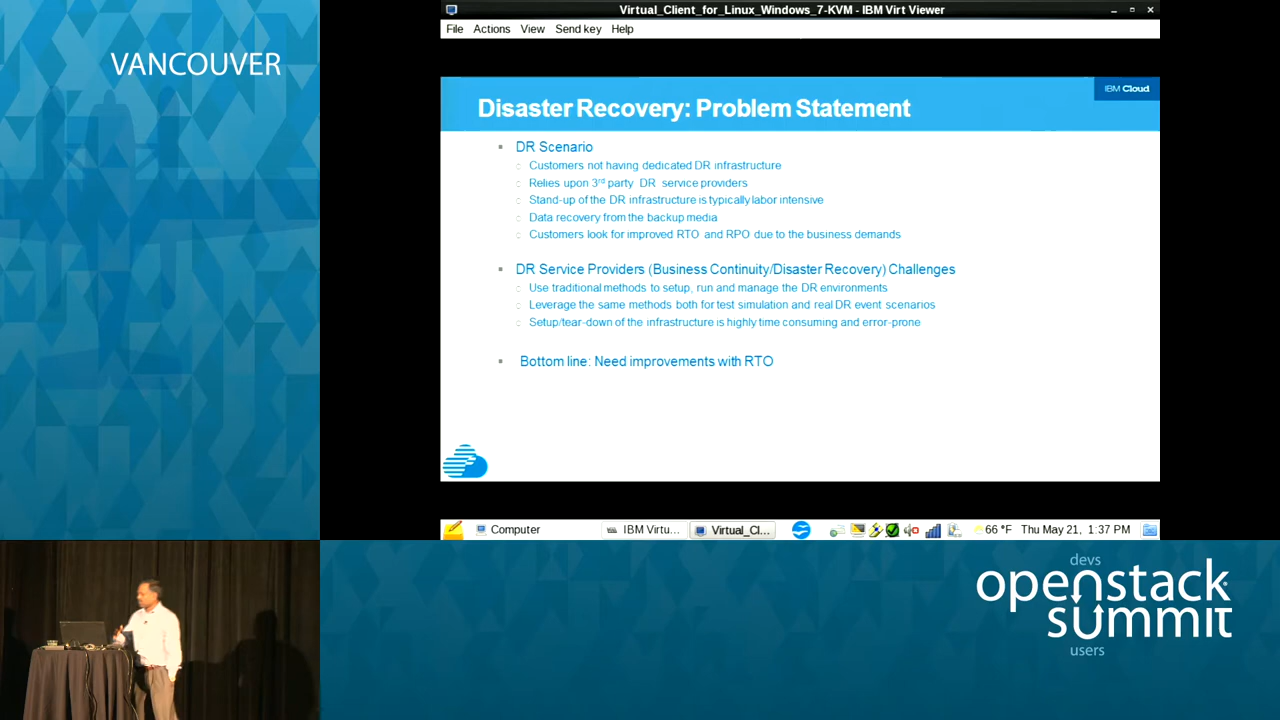 VANCOUVER
Virtual_Client_for_Linux_Windows_7-KVM - IBM Virt Viewer
File Actions View Send key Help
IBM Cloud
Disaster Recovery: Problem Statement
DR Scenario
Customers not having dedicated DR infrastructure
Relies upon 3rd party DR service providers
Stand-up of the DR infrastructure is typically labor intensive
Data recovery from the backup media
Customers look for improved RTO and RPO due to the business demands
DR Service Providers (Business Continuity/Disaster Recovery) Challenges
Use traditional methods to setup, run and manage the DR environments
Leverage the same methods both for test simulation and real DR event scenarios
Setup/tear-down of the infrastructure is highly time consuming and error-prone
Bottom line: Need improvements with RTO
Computer IBM Virtu... Virtual_Cl... 66 °F Thu May 21, 1:37 PM
devs
openstack
summit
users